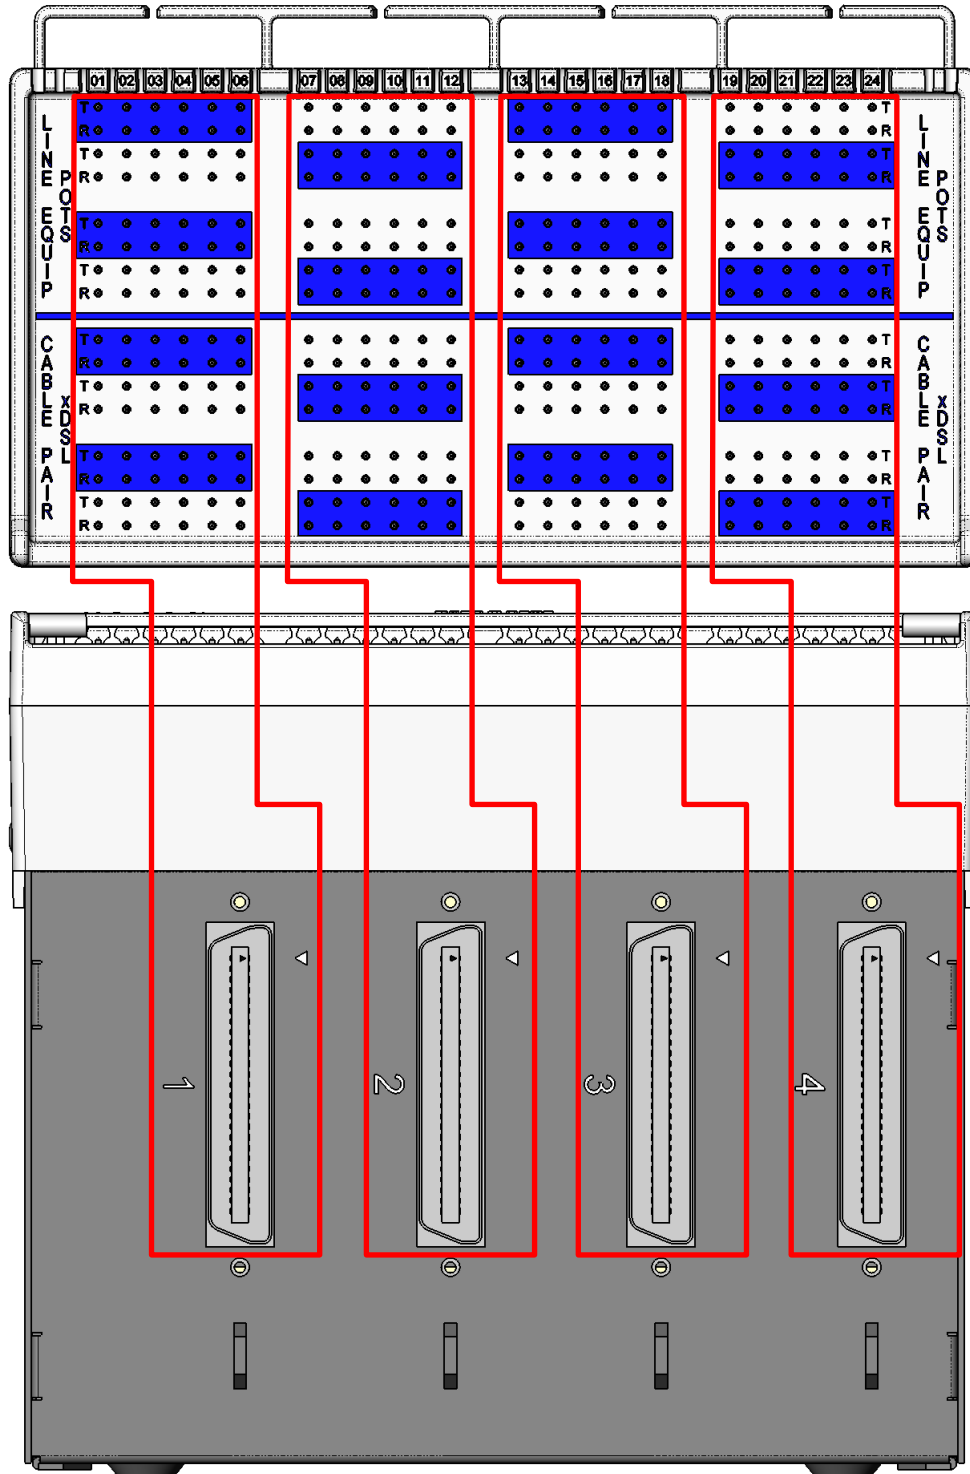 01 02 03 04 05 06 07 08 09 10 11 12 13 14 15 16 17 18 19 20 21 22 23 24
T T
R R
T T
R R
T T
R R
T T
R R
T T
R R
T T
R R
T T
R R
T T
R R
LINE EQUIP
POTS
CABLE PAIR
xDSL
LINE EQUIP
POTS
CABLE PAIR
xDSL
1 2 3 4